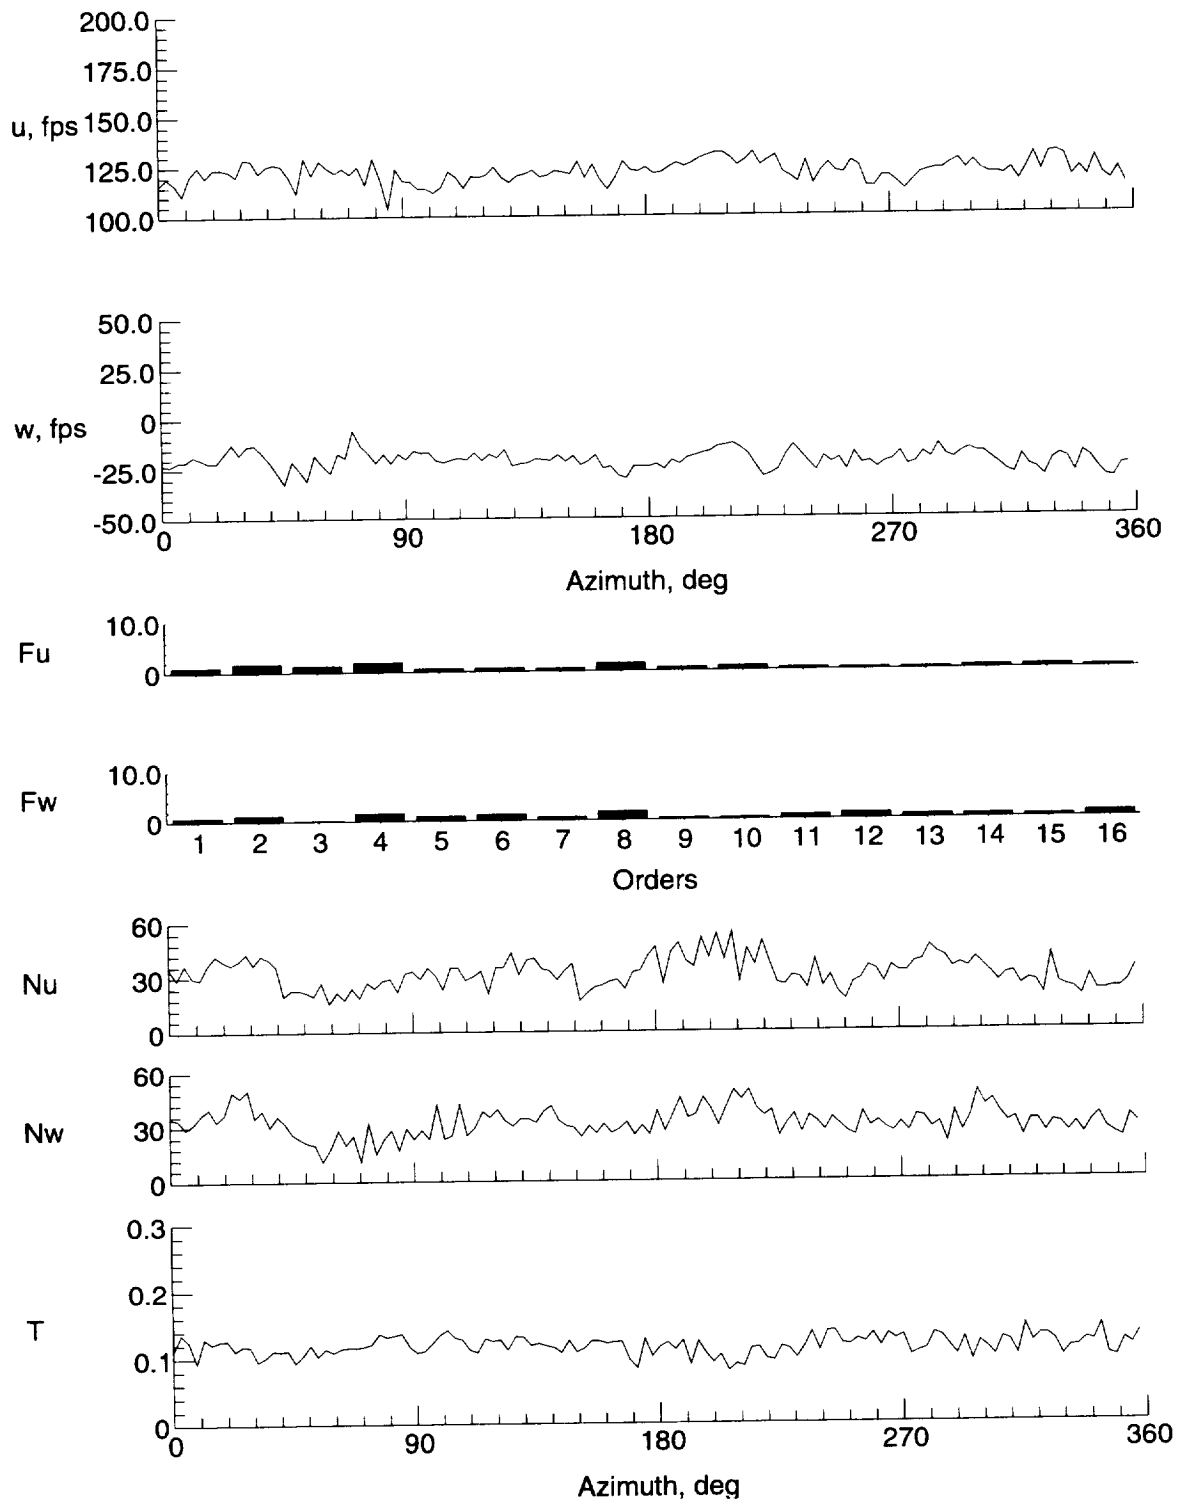 200.0
175.0
u, fps 150.0
125.0
100.0
50.0
25.0
w, fps 0
-25.0
-50.0
0 90 180 270 360
Azimuth, deg
Fu 10.0
0
Fw 10.0
0
1 2 3 4 5 6 7 8 9 10 11 12 13 14 15 16
Orders
60
Nu 30
0
60
Nw 30
0
0.3
0.2
T
0.1
0
0 90 180 270 360
Azimuth, deg